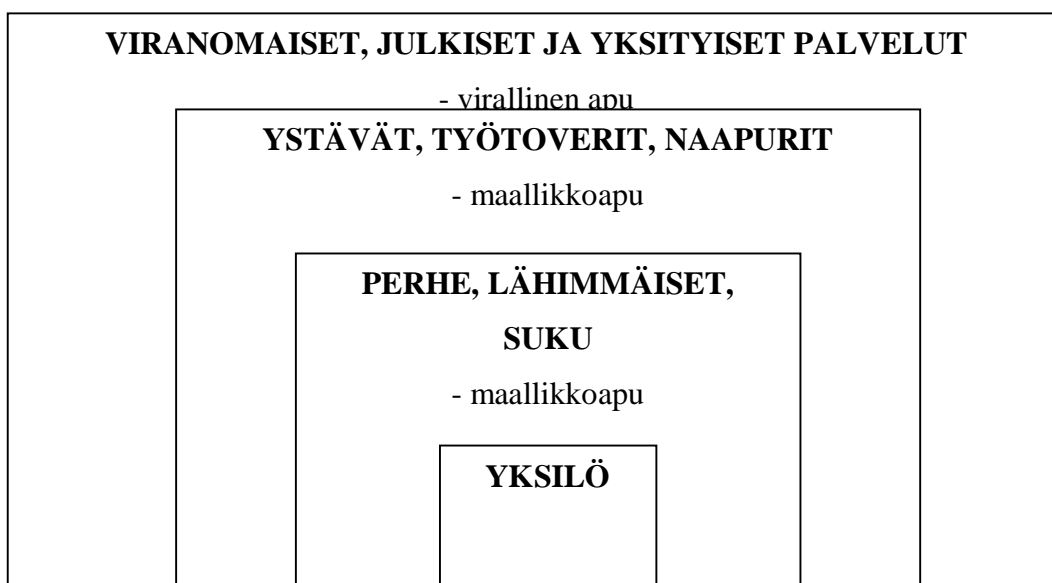 VIRANOMAISET, JULKISET JA YKSITYISET PALVELUT
- virallinen apu
YSTÄVÄT, TYÖTOVERIT, NAAPURIT
- maallikkoapu
PERHE, LÄHIMMÄISET,
SUKU
- maallikkoapu
YKSILÖ